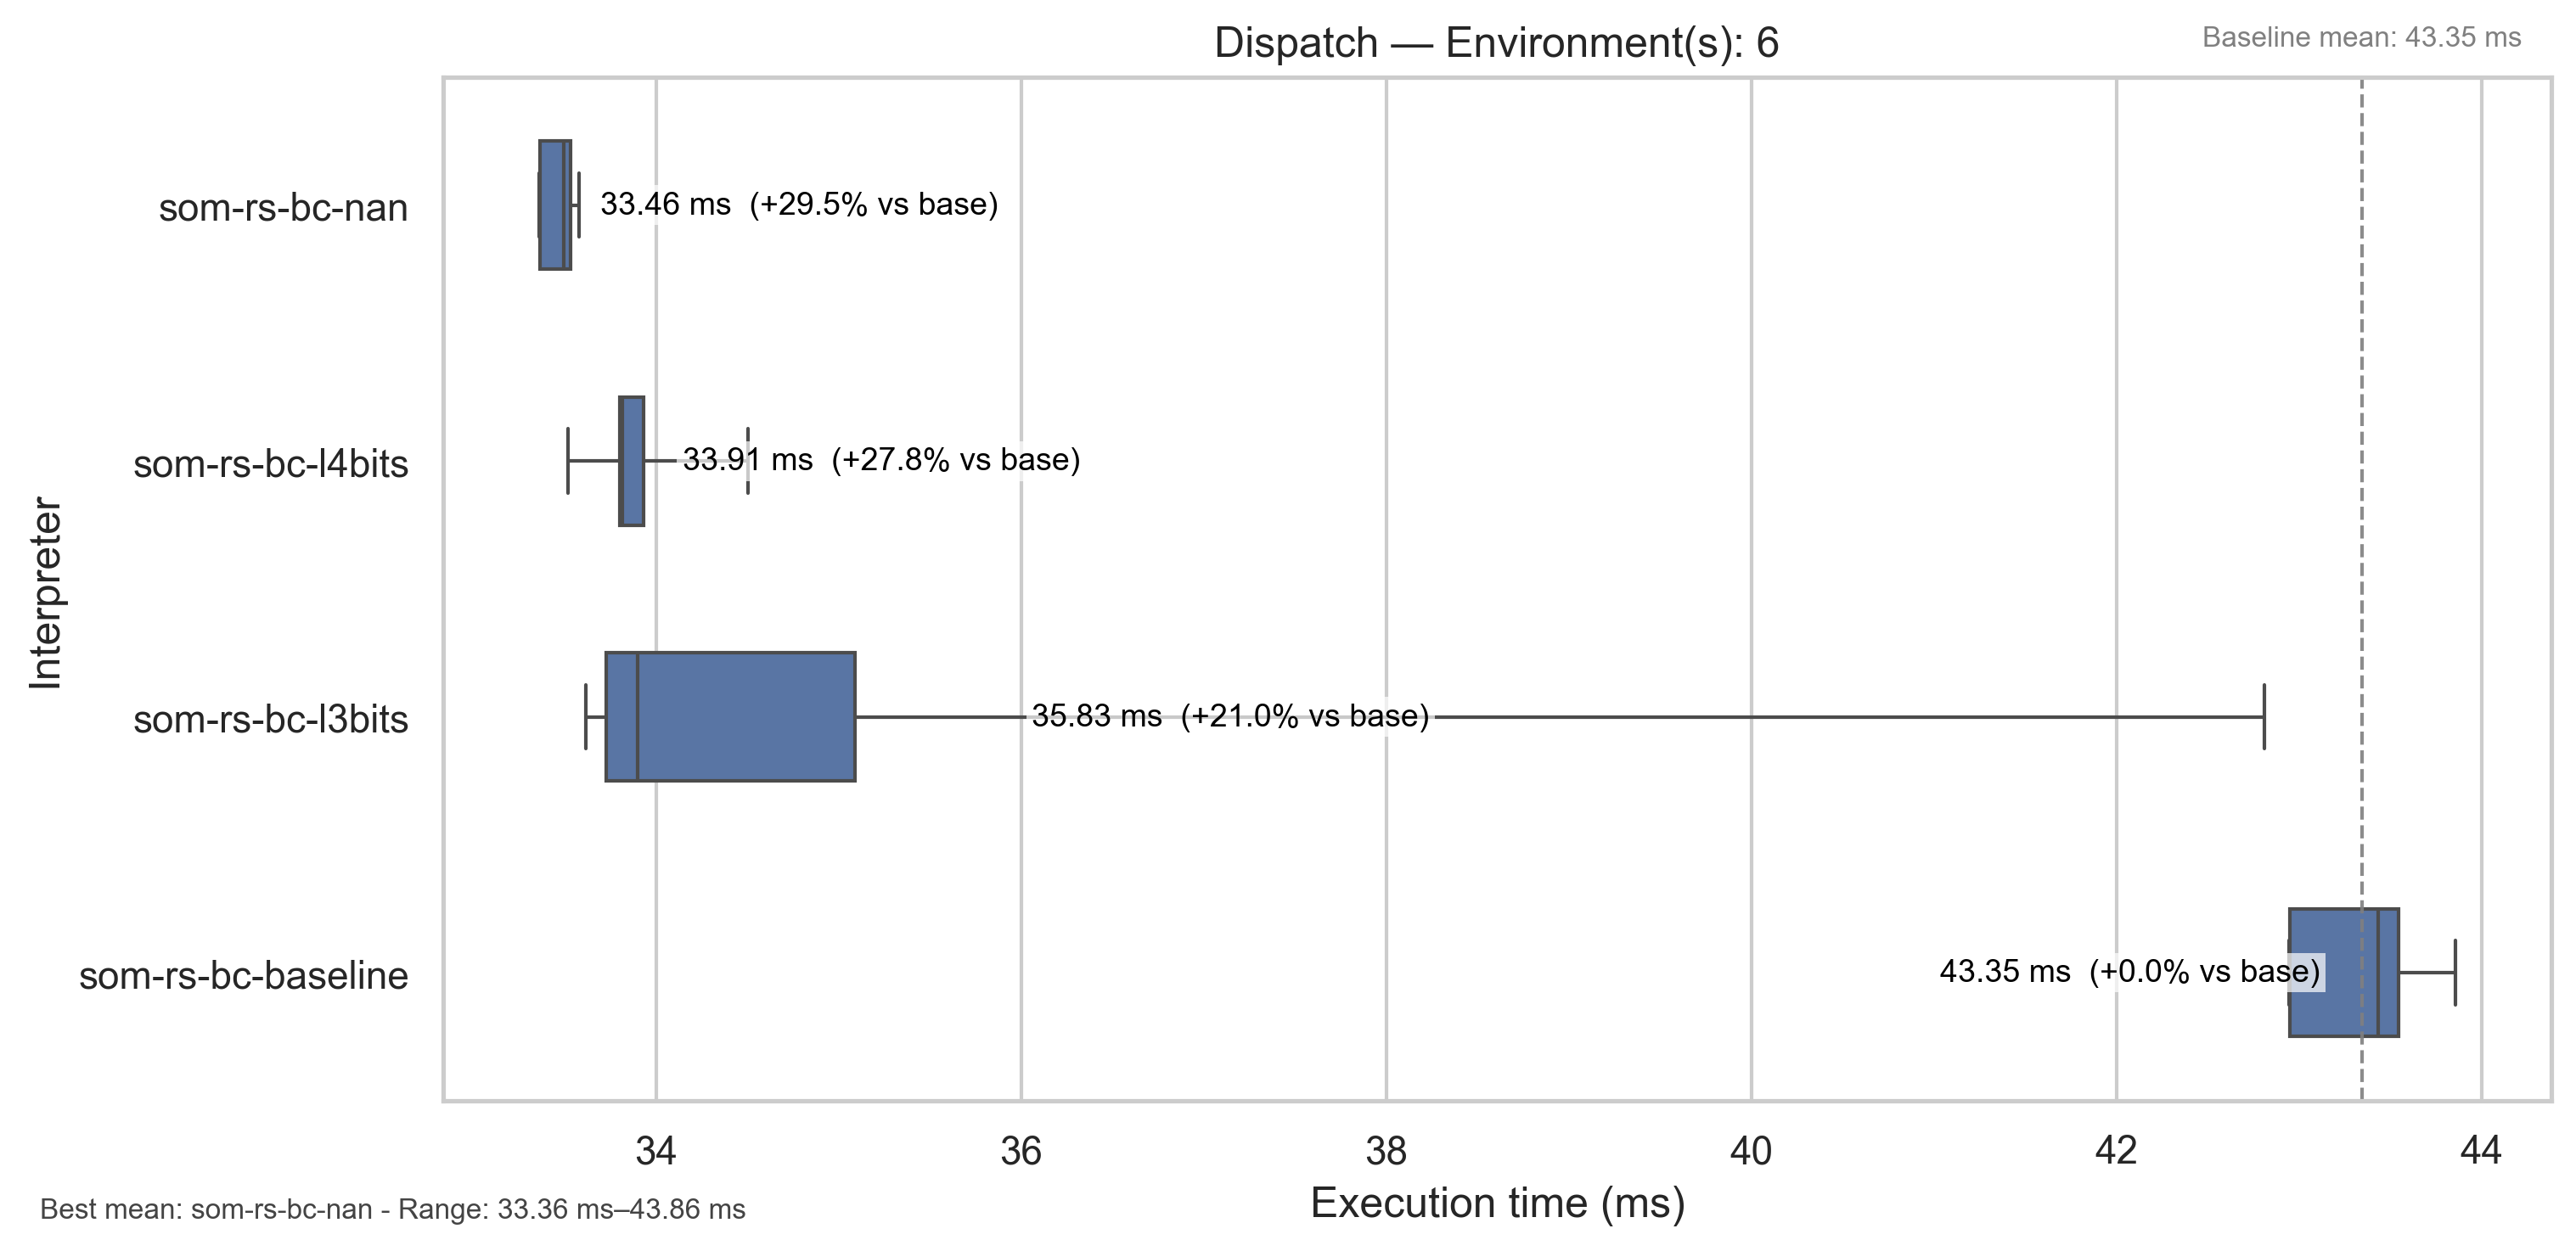 Dispatch — Environment(s): 6
Baseline mean: 43.35 ms
Interpreter
som-rs-bc-nan
33.46 ms (+29.5% vs base)
som-rs-bc-l4bits
33.91 ms (+27.8% vs base)
som-rs-bc-l3bits
35.83 ms (+21.0% vs base)
som-rs-bc-baseline
43.35 ms (+0.0% vs base)
34 36 38 40 42 44
Execution time (ms)
Best mean: som-rs-bc-nan - Range: 33.36 ms–43.86 ms